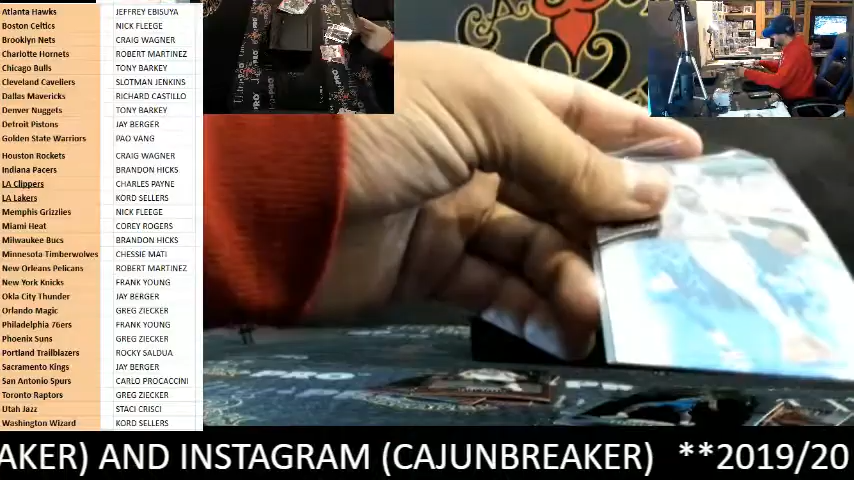 Atlanta Hawks JEFFREY EBISUYA
Boston Celtics NICK FLEEGE
Brooklyn Nets CRAIG WAGNER
Charlotte Hornets ROBERT MARTINEZ
Chicago Bulls TONY BARKEY
Cleveland Cavaliers SLOTMAN JENKINS
Dallas Mavericks RICHARD CASTILLO
Denver Nuggets TONY BARKEY
Detroit Pistons JAY BERGER
Golden State Warriors PAO VANG
Houston Rockets CRAIG WAGNER
Indiana Pacers BRANDON HICKS
LA Clippers CHARLES PAYNE
LA Lakers KORD SELLERS
Memphis Grizzlies NICK FLEEGE
Miami Heat COREY ROGERS
Milwaukee Bucs BRANDON HICKS
Minnesota Timberwolves CHESSIE MATI
New Orleans Pelicans ROBERT MARTINEZ
New York Knicks FRANK YOUNG
Okla City Thunder JAY BERGER
Orlando Magic GREG ZIECKER
Philadelphia 76ers FRANK YOUNG
Phoenix Suns GREG ZIECKER
Portland Trailblazers ROCKY SALDUA
Sacramento Kings JAY BERGER
San Antonio Spurs CARLO PROCACCINI
Toronto Raptors GREG ZIECKER
Utah Jazz STACI CRISCI
Washington Wizard KORD SELLERS
AKER) AND INSTAGRAM (CAJUNBREAKER) **2019/20